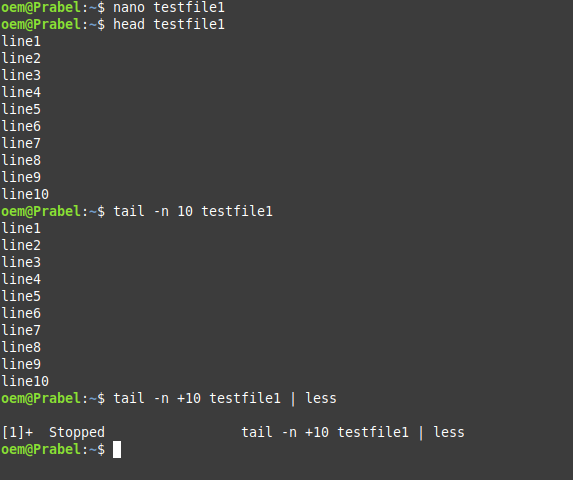 oem@Prabel:~$ nano testfile1
oem@Prabel:~$ head testfile1
line1
line2
line3
line4
line5
line6
line7
line8
line9
line10
oem@Prabel:~$ tail -n 10 testfile1
line1
line2
line3
line4
line5
line6
line7
line8
line9
line10
oem@Prabel:~$ tail -n +10 testfile1 | less
[1]+  Stopped                 tail -n +10 testfile1 | less
oem@Prabel:~$